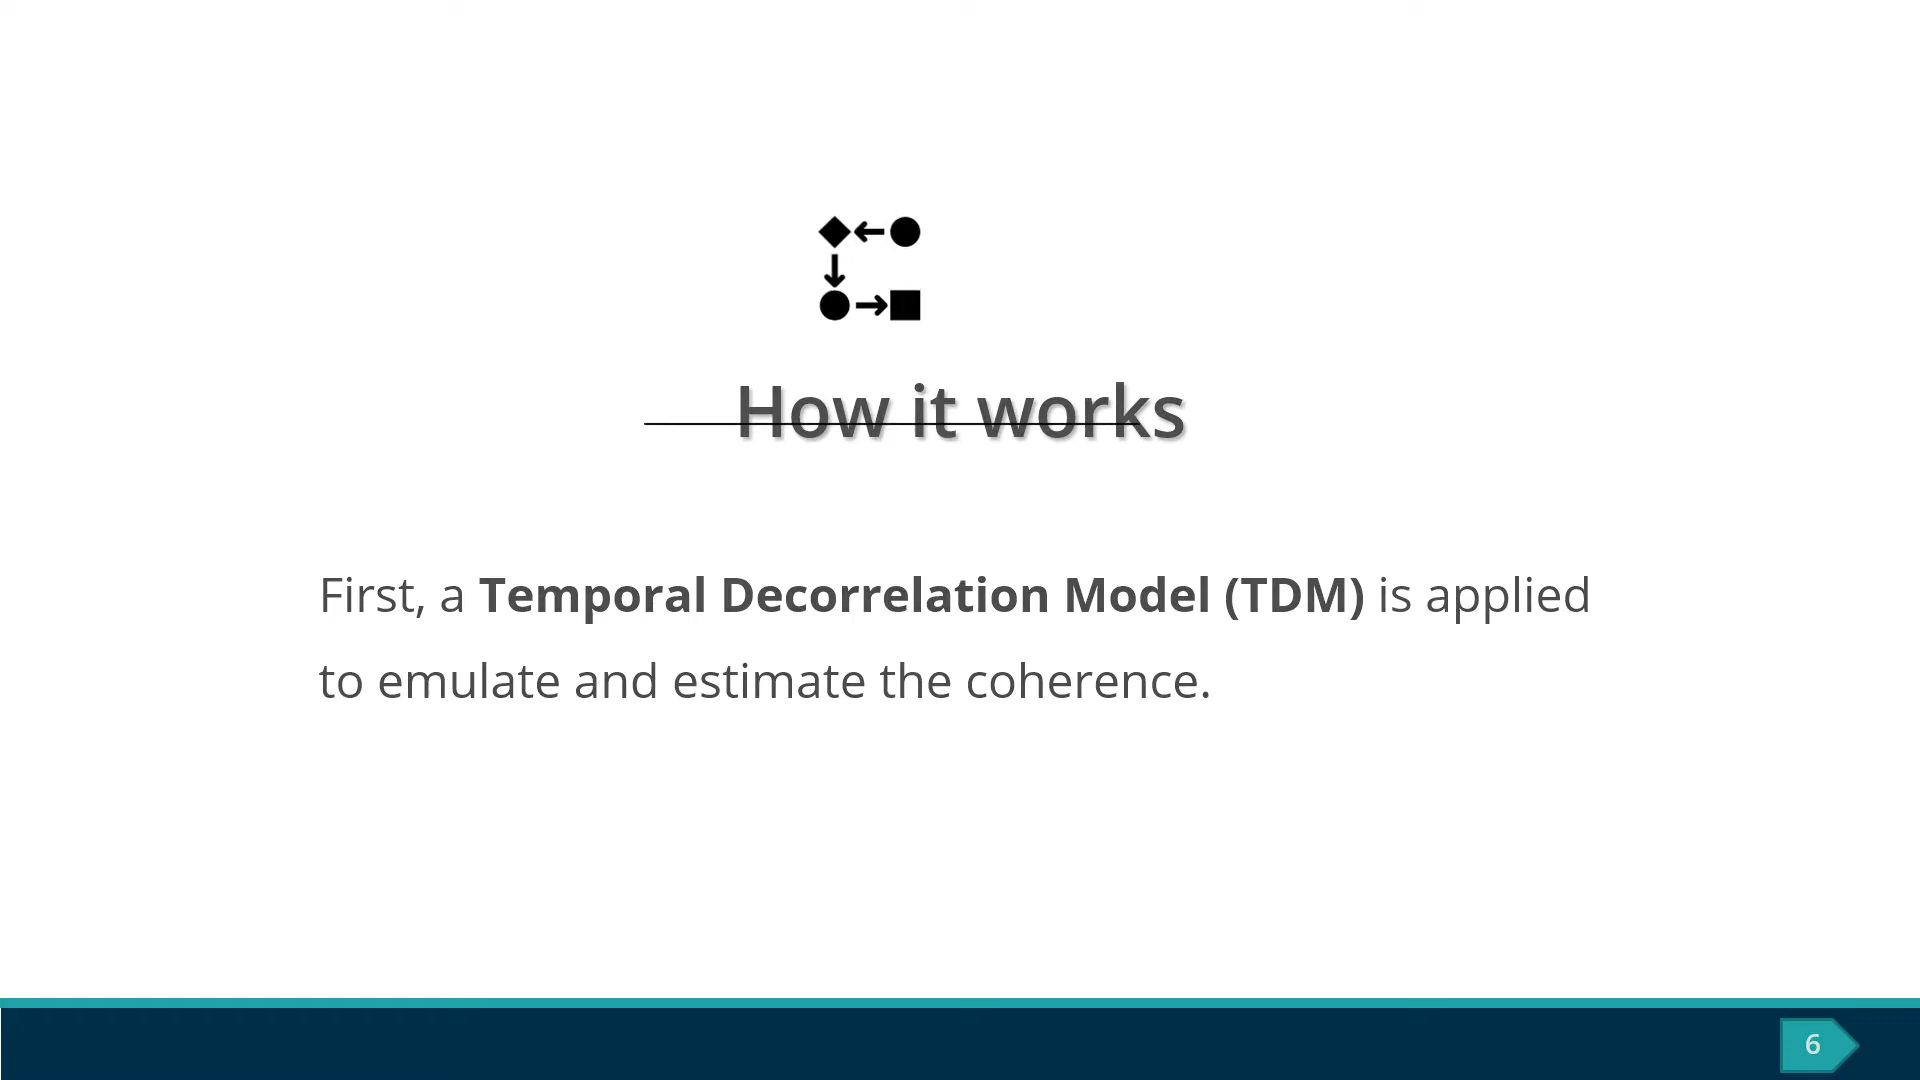 How it works
First, a Temporal Decorrelation Model (TDM) is applied
to emulate and estimate the coherence.
6